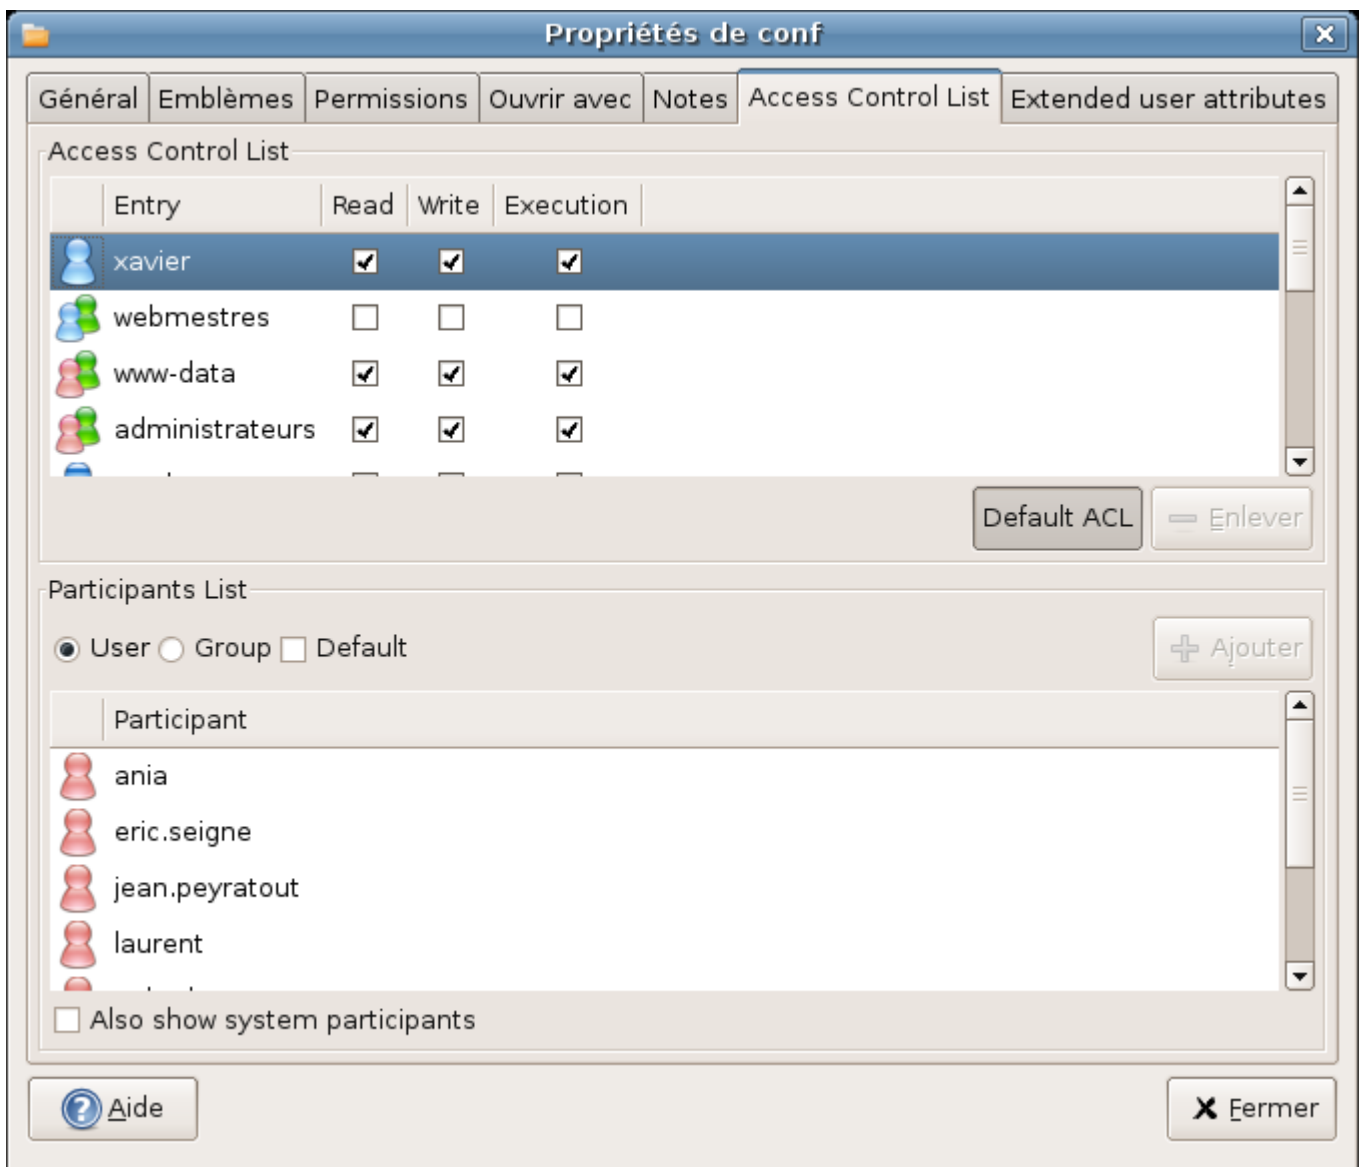 Propriétés de conf
Général Emblèmes Permissions Ouvrir avec Notes Access Control List Extended user attributes
Access Control List
Entry Read Write Execution
xavier
webmestres
www-data
administrateurs
Default ACL Enlever
Participants List
User Group Default Ajouter
Participant
ania
eric.seigne
jean.peyratout
laurent
Also show system participants
Aide Fermer